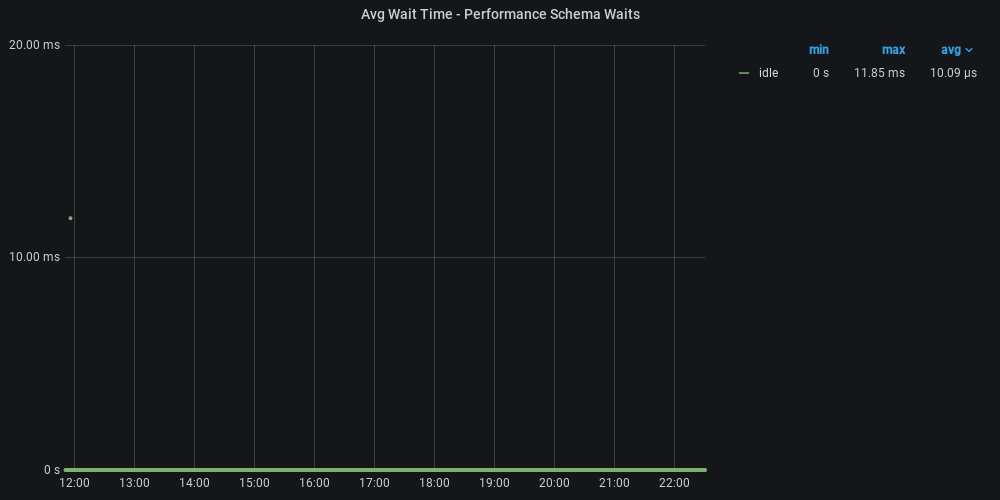 Avg Wait Time - Performance Schema Waits
20.00 ms
10.00 ms
0 s
12:00 13:00 14:00 15:00 16:00 17:00 18:00 19:00 20:00 21:00 22:00
min max avg
idle 0 s 11.85 ms 10.09 µs